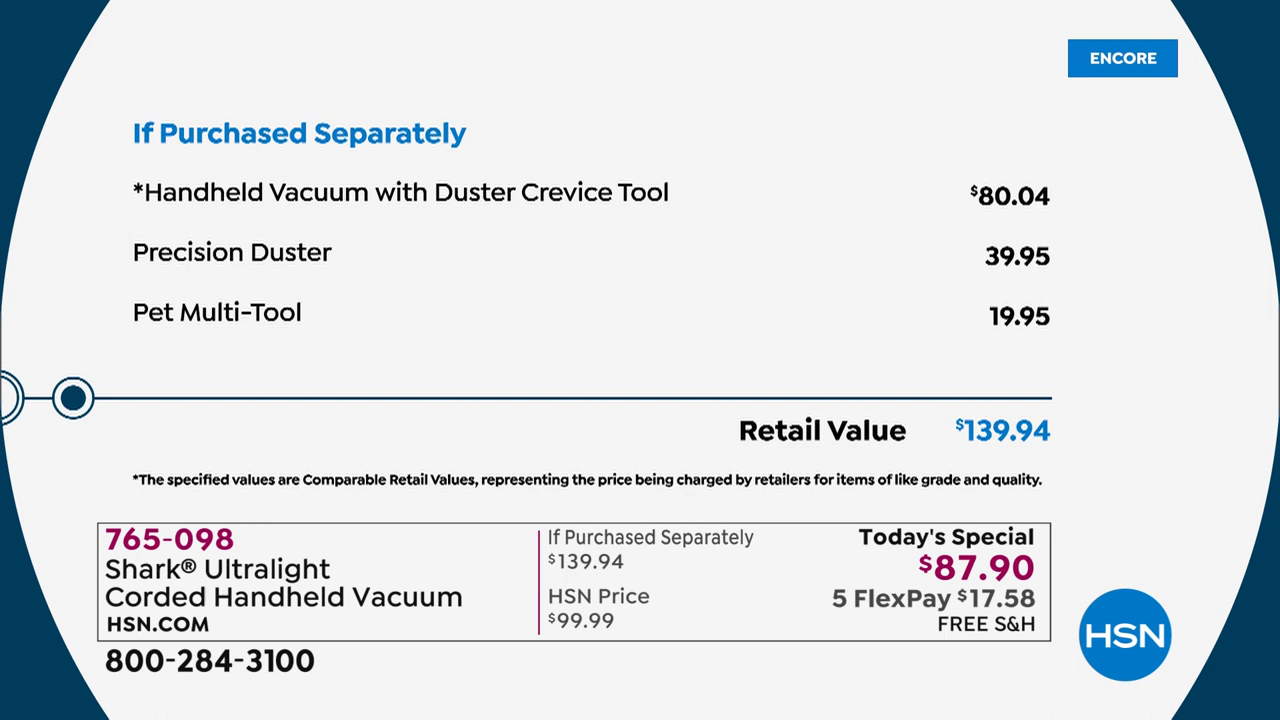 ENCORE
If Purchased Separately
*Handheld Vacuum with Duster Crevice Tool $80.04
Precision Duster 39.95
Pet Multi-Tool 19.95
Retail Value $139.94
*The specified values are Comparable Retail Values, representing the price being charged by retailers for items of like grade and quality.
765-098
Shark® Ultralight
Corded Handheld Vacuum
HSN.COM
If Purchased Separately
$139.94
HSN Price
$99.99
Today's Special
$87.90
5 FlexPay $17.58
FREE S&H
800-284-3100
HSN